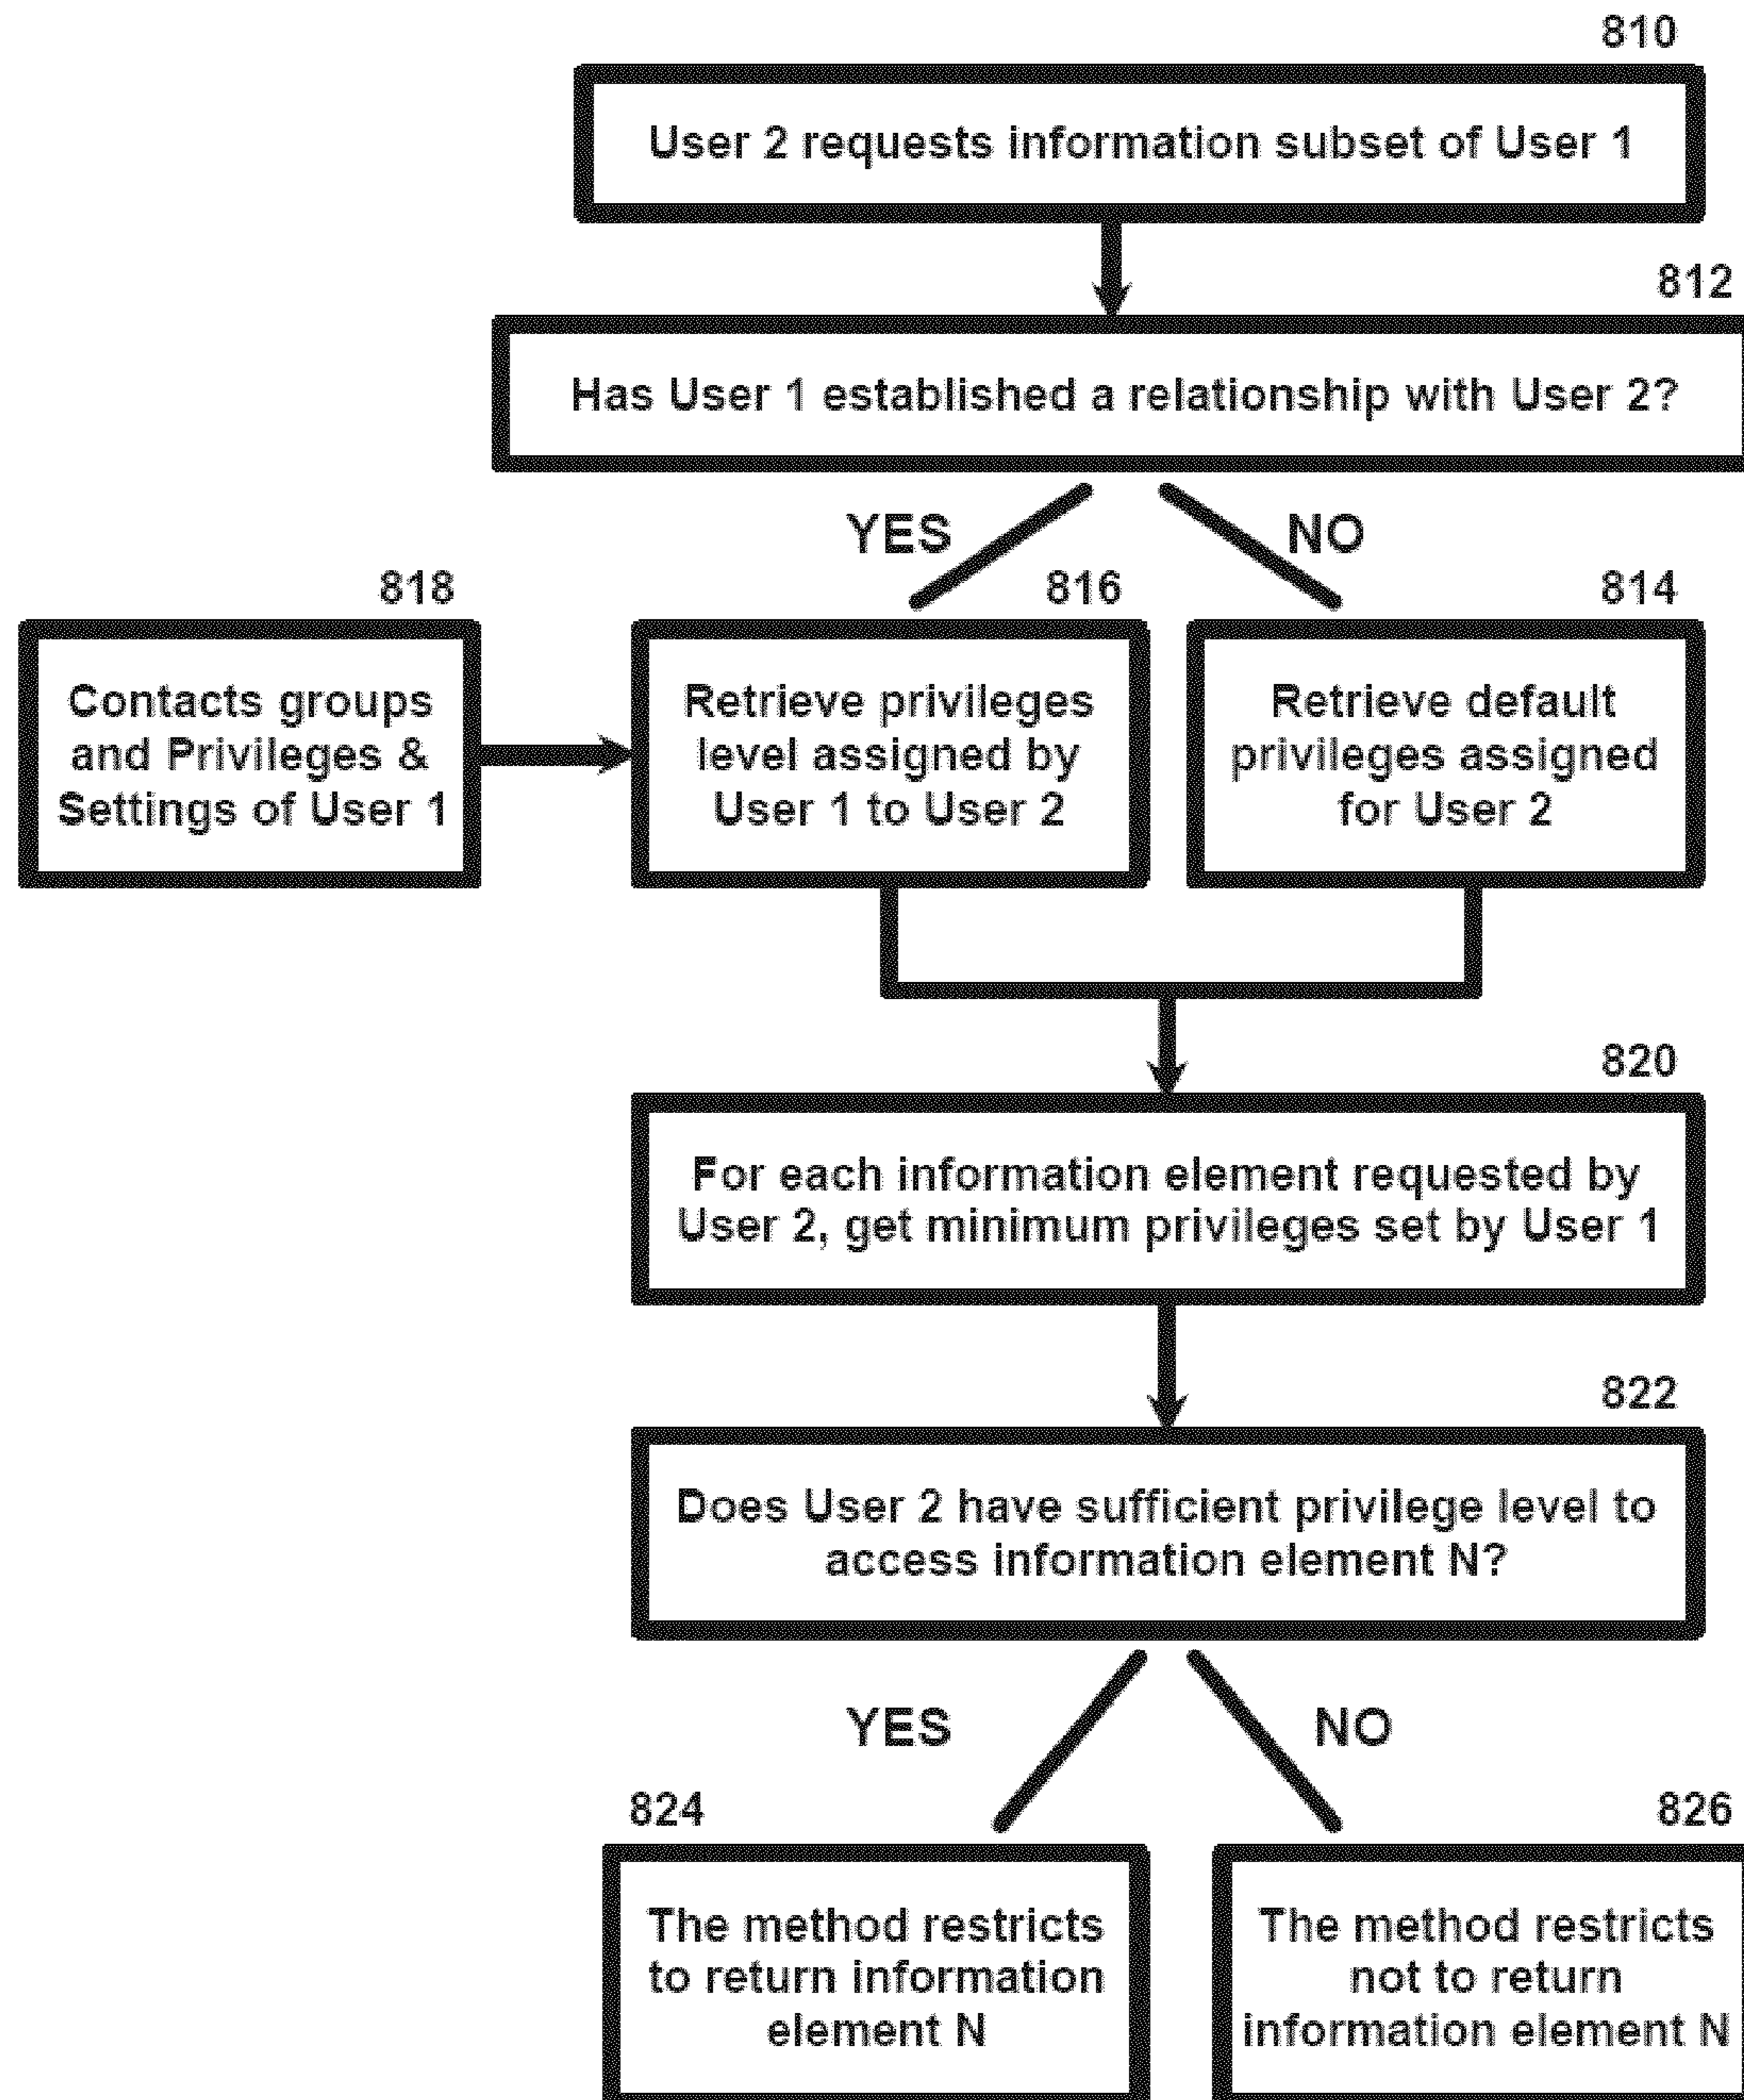 810
User 2 requests information subset of User 1
812
Has User 1 established a relationship with User 2?
YES
NO
818
816
814
Contacts groups
and Privileges &
Settings of User 1
Retrieve privileges
level assigned by
User 1 to User 2
Retrieve default
privileges assigned
for User 2
820
For each information element requested by
User 2, get minimum privileges set by User 1
822
Does User 2 have sufficient privilege level to
access information element N?
YES
NO
824
826
The method restricts
to return information
element N
The method restricts
not to return
information element N